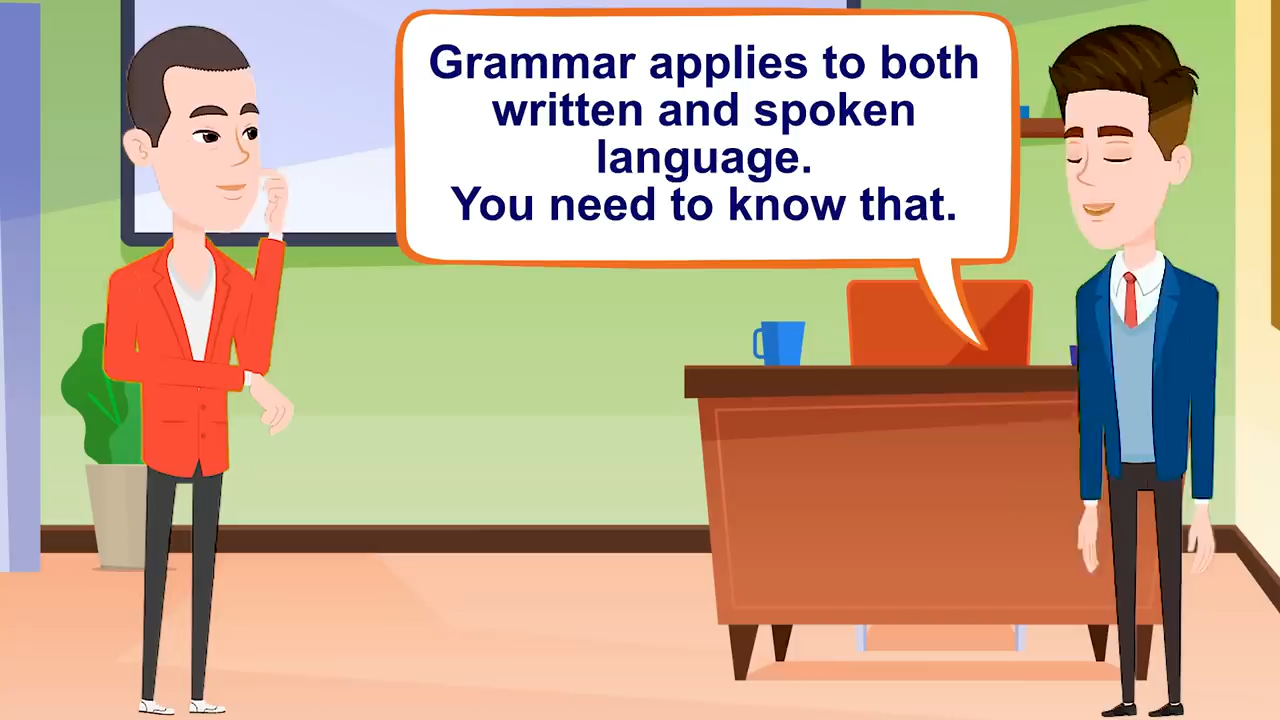 Grammar applies to both
written and spoken
language.
You need to know that.